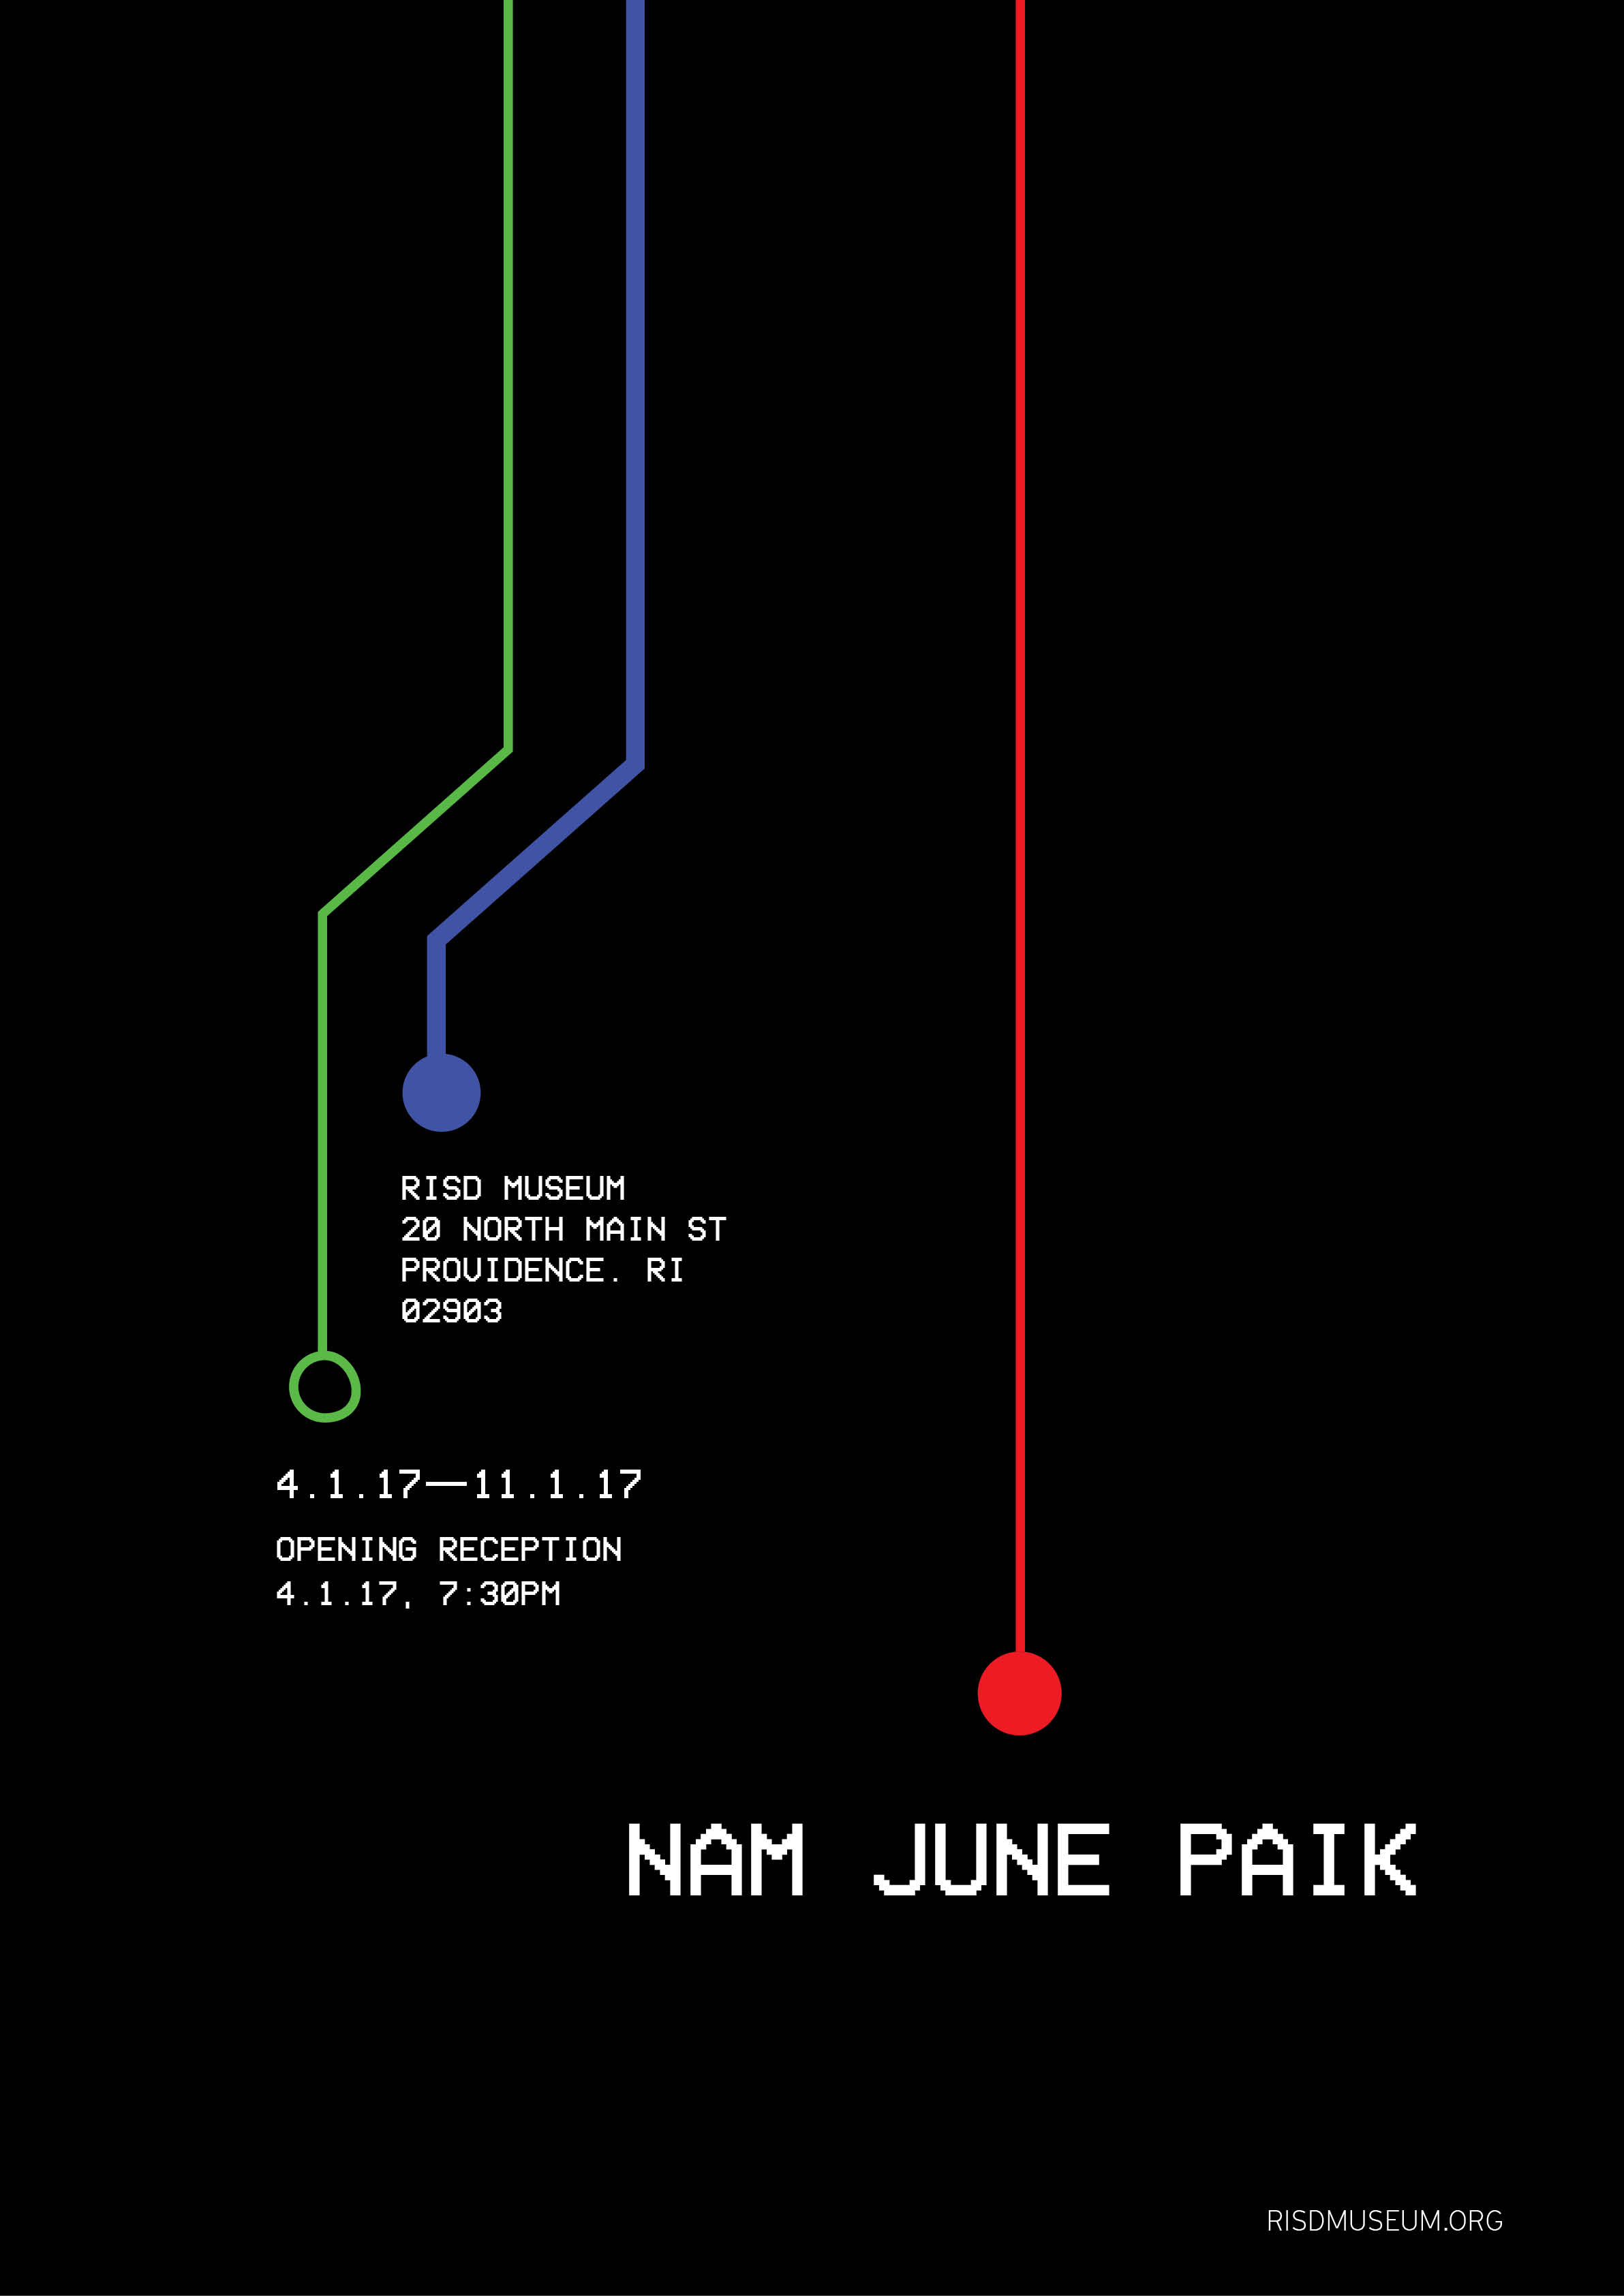 RISD MUSEUM
20 NORTH MAIN ST
PROVIDENCE. RI
02903
4.1.17—11.1.17
OPENING RECEPTION
4.1.17, 7:30PM
NAM JUNE PAIK
RISDMUSEUM.ORG